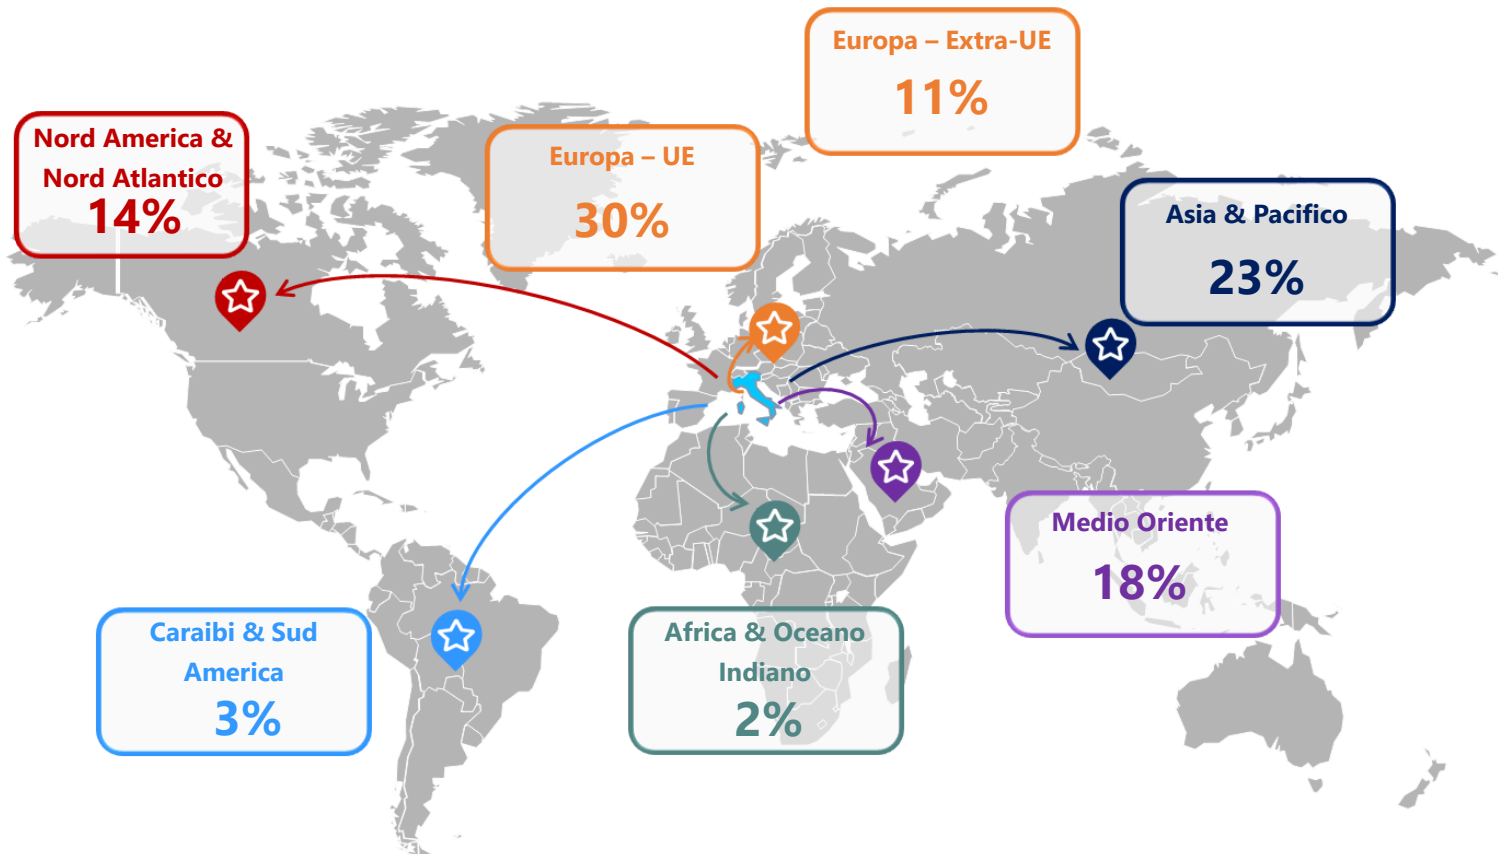 Europa – Extra-UE
11%
Nord America &
Nord Atlantico
14%
Europa – UE
30%
Asia & Pacifico
23%
Medio Oriente
18%
Caraibi & Sud
America
3%
Africa & Oceano
Indiano
2%